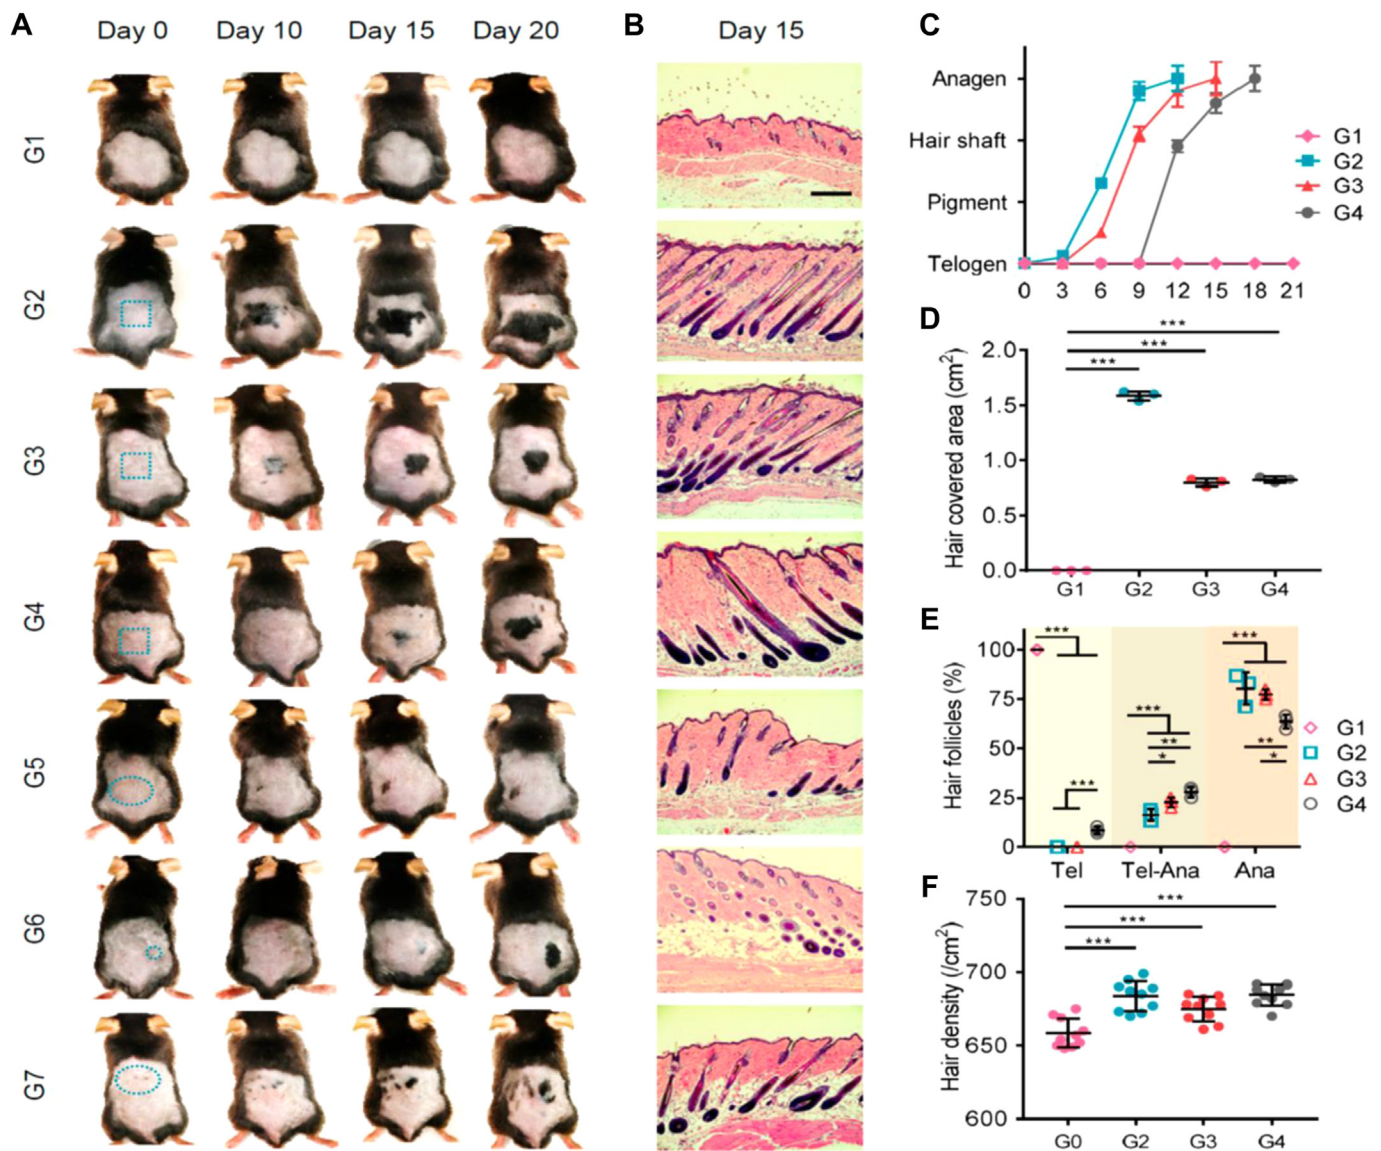 A
Day 0
Day 10
Day 15
Day 20
G1
G2
G3
G4
G5
G6
G7
B
Day 15
C
Anagen
Hair shaft
Pigment
Telogen
0 3 6 9 12 15 18 21
G1
G2
G3
G4
D
***
***
***
Hair covered area (cm²)
2.0
1.5
1.0
0.5
0.0
G1 G2 G3 G4
E
***
***
***
**
*
***
**
*
Hair follicles (%)
100
75
50
25
0
Tel Tel-Ana Ana
G1
G2
G3
G4
F
***
***
***
Hair density (/cm²)
750
700
650
600
G0 G2 G3 G4